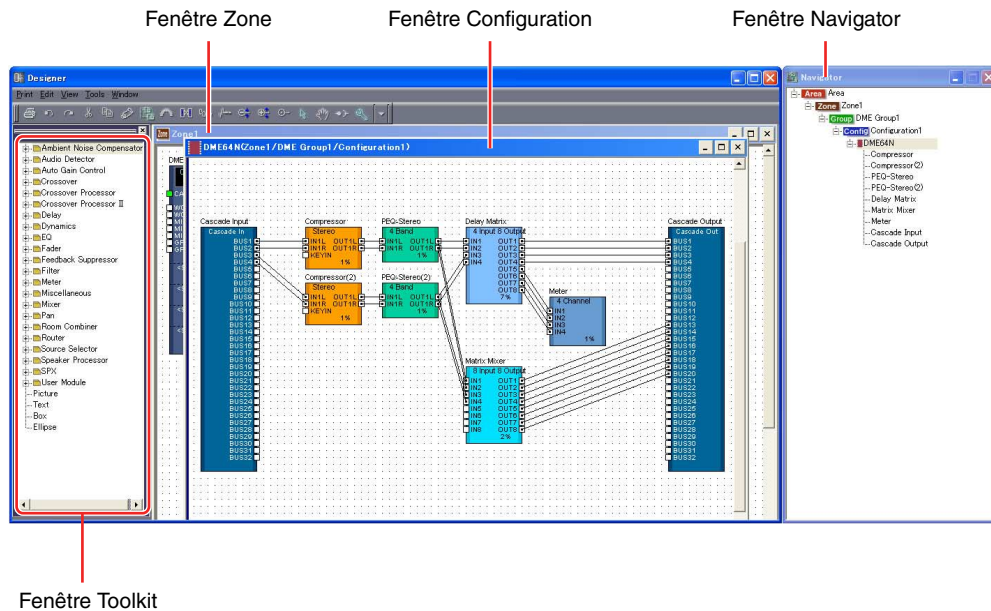 Fenêtre Zone
Fenêtre Configuration
Fenêtre Navigator
Designer
Print Edit View Tools Window
Ambient Noise Compensator
Audio Detector
Auto Gain Control
Crossover
Crossover Processor
Crossover Processor II
Delay
Dynamics
EQ
Fader
Feedback Suppressor
Filter
Meter
Miscellaneous
Mixer
Pan
Room Combiner
Router
Source Selector
Speaker Processor
SPX
User Module
Picture
Text
Box
Ellipse
Zone1
DME64N(Zone1/DME Group1/Configuration1)
Cascade Input
Cascade In
BUS1
BUS2
BUS3
BUS4
BUS5
BUS6
BUS7
BUS8
BUS9
BUS10
BUS11
BUS12
BUS13
BUS14
BUS15
BUS16
BUS17
BUS18
BUS19
BUS20
BUS21
BUS22
BUS23
BUS24
BUS25
BUS26
BUS27
BUS28
BUS29
BUS30
BUS31
BUS32
Compressor
Stereo
IN1L OUT1L
IN1R OUT1R
KEYIN
1%
Compressor(2)
Stereo
IN1L OUT1L
IN1R OUT1R
KEYIN
1%
PEQ-Stereo
4 Band
IN1L OUT1L
IN1R OUT1R
1%
PEQ-Stereo(2)
4 Band
IN1L OUT1L
IN1R OUT1R
1%
Delay Matrix
4 Input 8 Output
IN1 OUT1
IN2 OUT2
IN3 OUT3
IN4 OUT4
OUT5
OUT6
OUT7
OUT8
7%
Meter
4 Channel
IN1
IN2
IN3
IN4
1%
Matrix Mixer
8 Input 8 Output
IN1 OUT1
IN2 OUT2
IN3 OUT3
IN4 OUT4
IN5 OUT5
IN6 OUT6
IN7 OUT7
IN8 OUT8
2%
Cascade Output
Cascade Out
BUS1
BUS2
BUS3
BUS4
BUS5
BUS6
BUS7
BUS8
BUS9
BUS10
BUS11
BUS12
BUS13
BUS14
BUS15
BUS16
BUS17
BUS18
BUS19
BUS20
BUS21
BUS22
BUS23
BUS24
BUS25
BUS26
BUS27
BUS28
BUS29
BUS30
BUS31
BUS32
Navigator
Area Area
Zone Zone1
Group DME Group1
Config Configuration1
DME64N
Compressor
Compressor(2)
PEQ-Stereo
PEQ-Stereo(2)
Delay Matrix
Matrix Mixer
Meter
Cascade Input
Cascade Output
Fenêtre Toolkit